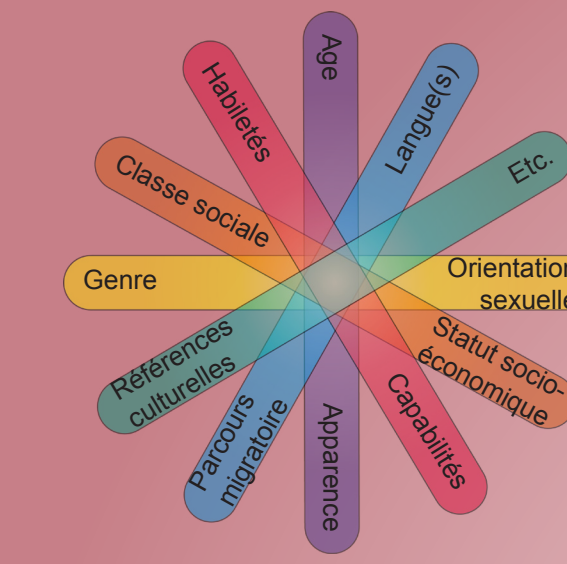 Age
Langue(s)
Etc.
Orientation
sexuelle
Statut socio-
économique
Capabilités
Apparence
Parcours
migratoire
Références
culturelles
Genre
Classe sociale
Habiletés